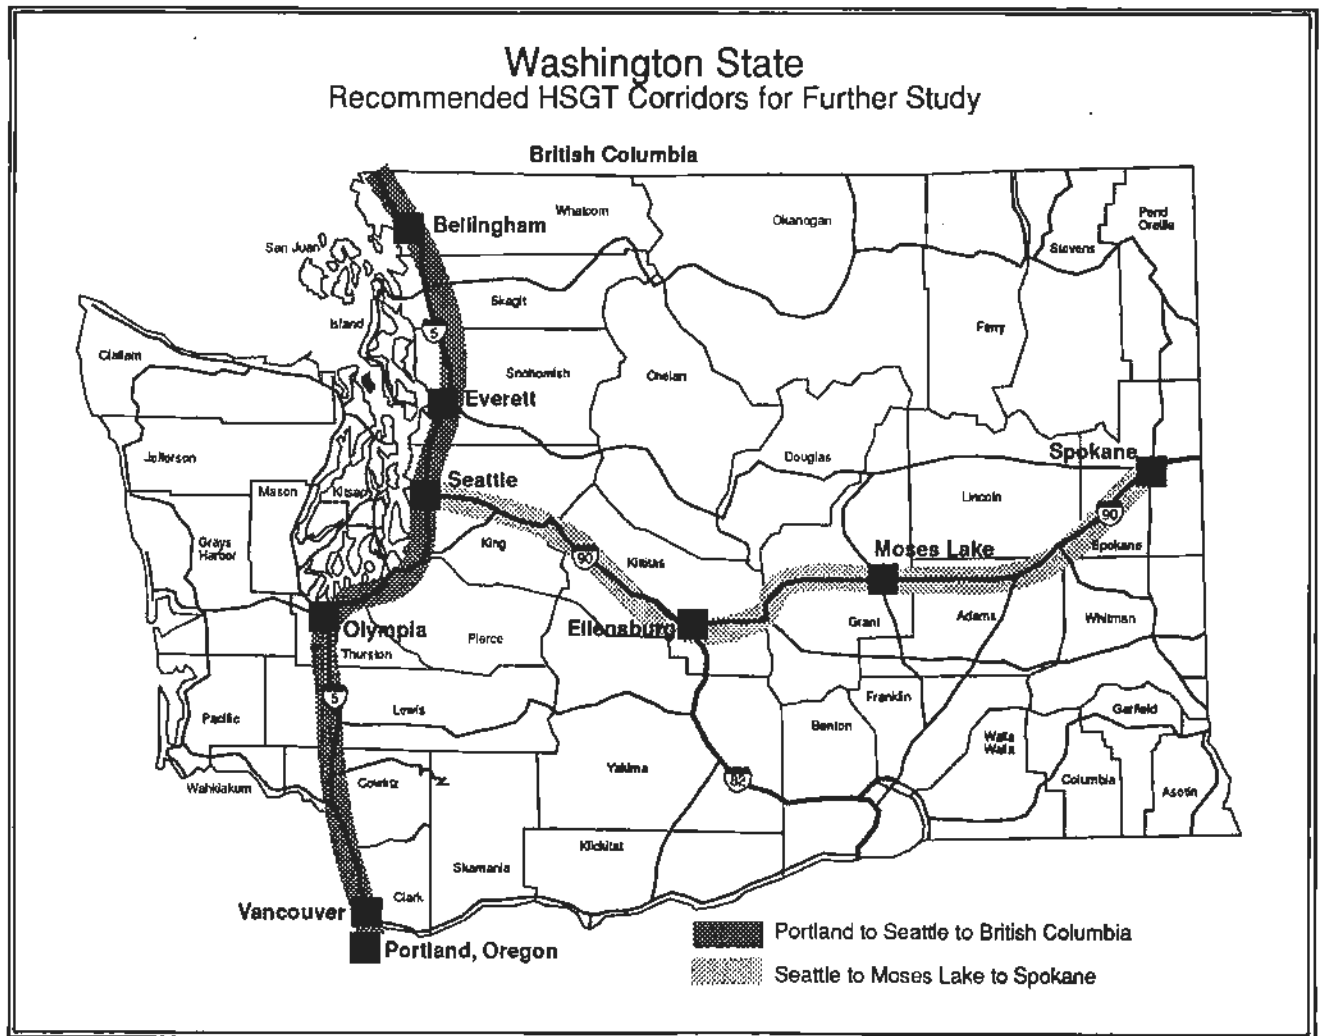 Washington State
Recommended HSGT Corridors for Further Study
British Columbia
Bellingham
Whatcom
Okanogan
Pend
Oreille
Stevens
San Juan
Skagit
Island
5
Ferry
Clallam
Snohomish
Chelan
Everett
Jefferson
Douglas
Spokane
Seattle
Mason
Kitsap
Lincoln
90
Grays
Harbor
King
90
Kittitas
Moses Lake
Spokane
Olympia
Thurston
Pierce
Ellensburg
Grant
Adams
Whitman
5
Pacific
Lewis
Franklin
Benton
Garfield
Walla
Walla
Wahkiakum
Cowlitz
Yakima
82
Columbia
Asotin
Klickitat
Skamania
Clark
Vancouver
Portland, Oregon
Portland to Seattle to British Columbia
Seattle to Moses Lake to Spokane